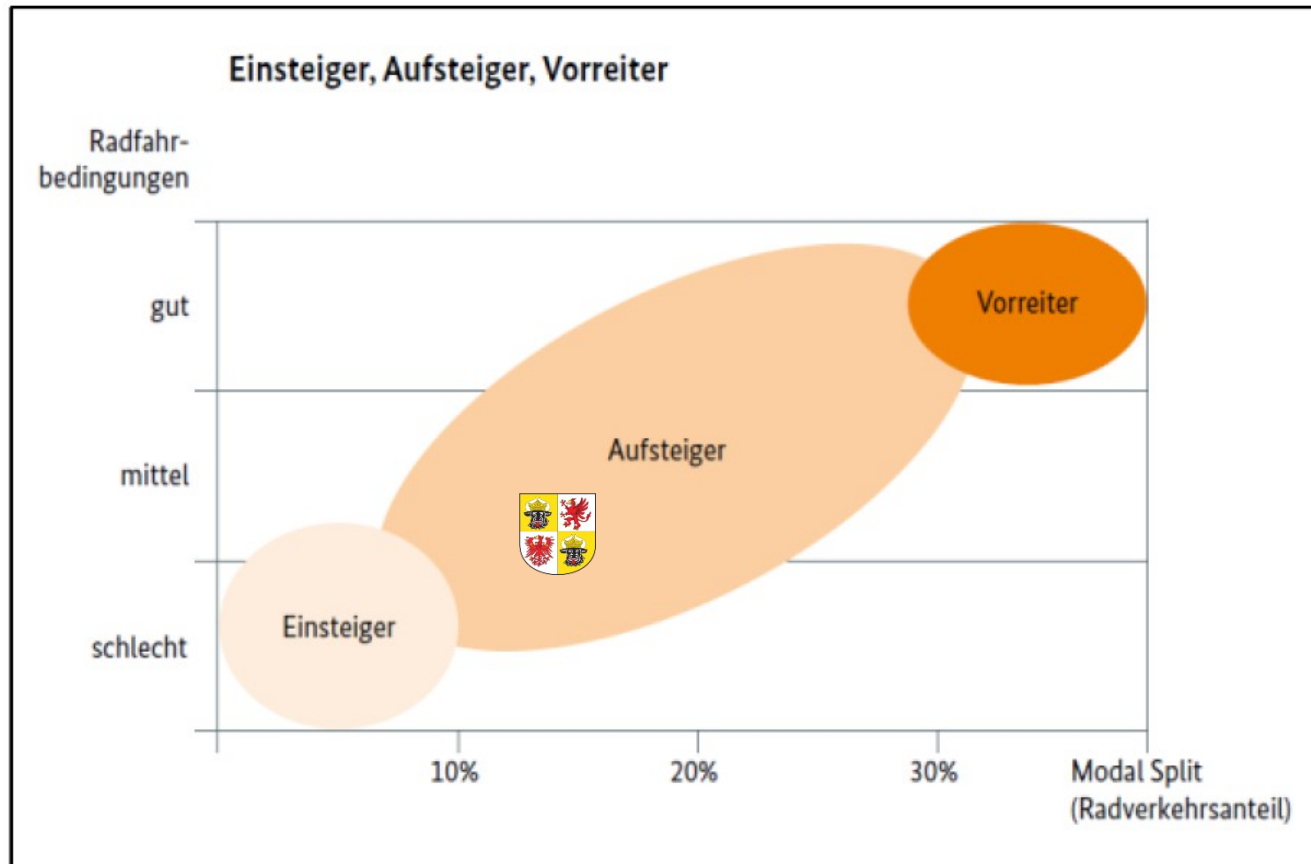 Einsteiger, Aufsteiger, Vorreiter
Radfahr-
bedingungen
gut
Vorreiter
Aufsteiger
mittel
Einsteiger
schlecht
10%
20%
30%
Modal Split
(Radverkehrsanteil)